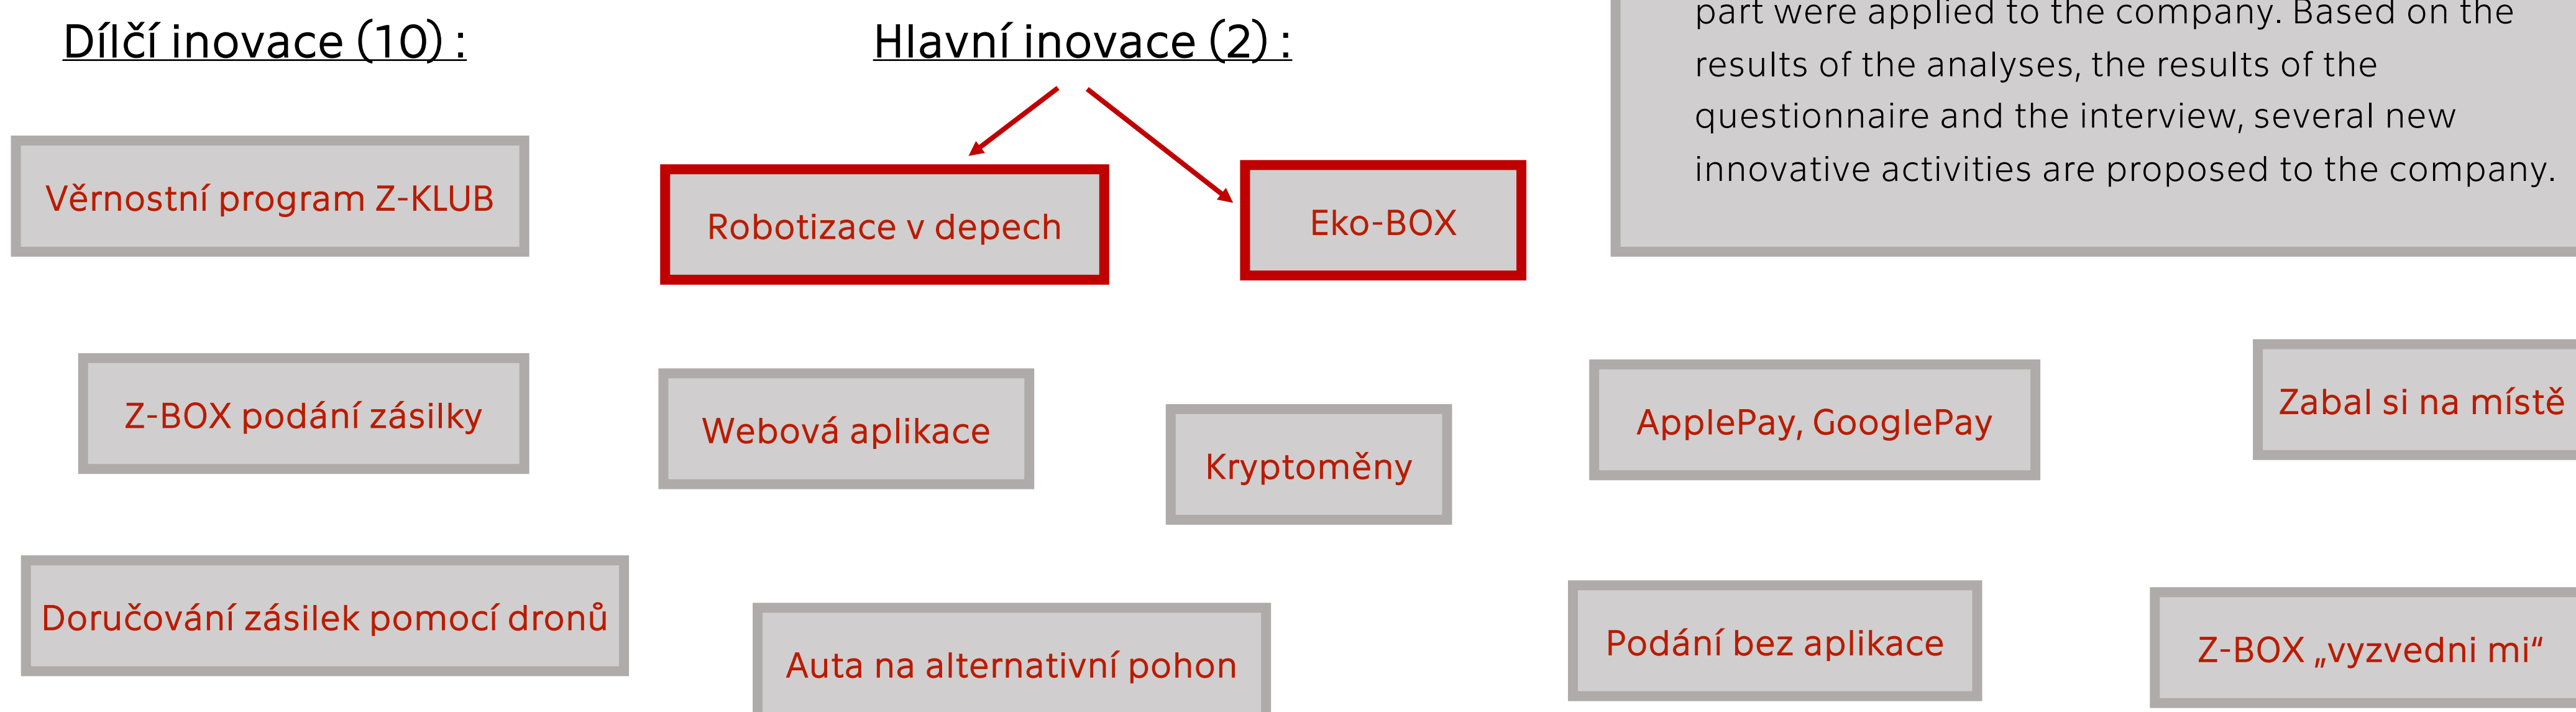 Dílčí inovace (10) :
Hlavní inovace (2) :
part were applied to the company. Based on the
results of the analyses, the results of the
questionnaire and the interview, several new
innovative activities are proposed to the company.
Věrnostní program Z-KLUB
Robotizace v depech
Eko-BOX
Z-BOX podání zásilky
Webová aplikace
Kryptoměny
ApplePay, GooglePay
Zabal si na místě
Doručování zásilek pomocí dronů
Auta na alternativní pohon
Podání bez aplikace
Z-BOX „vyzvedni mi“